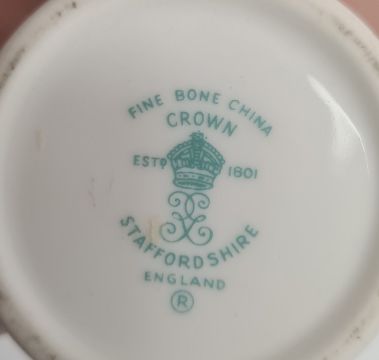 FINE BONE CHINA
CROWN
ESTD 1801
STAFFORDSHIRE
ENGLAND
®